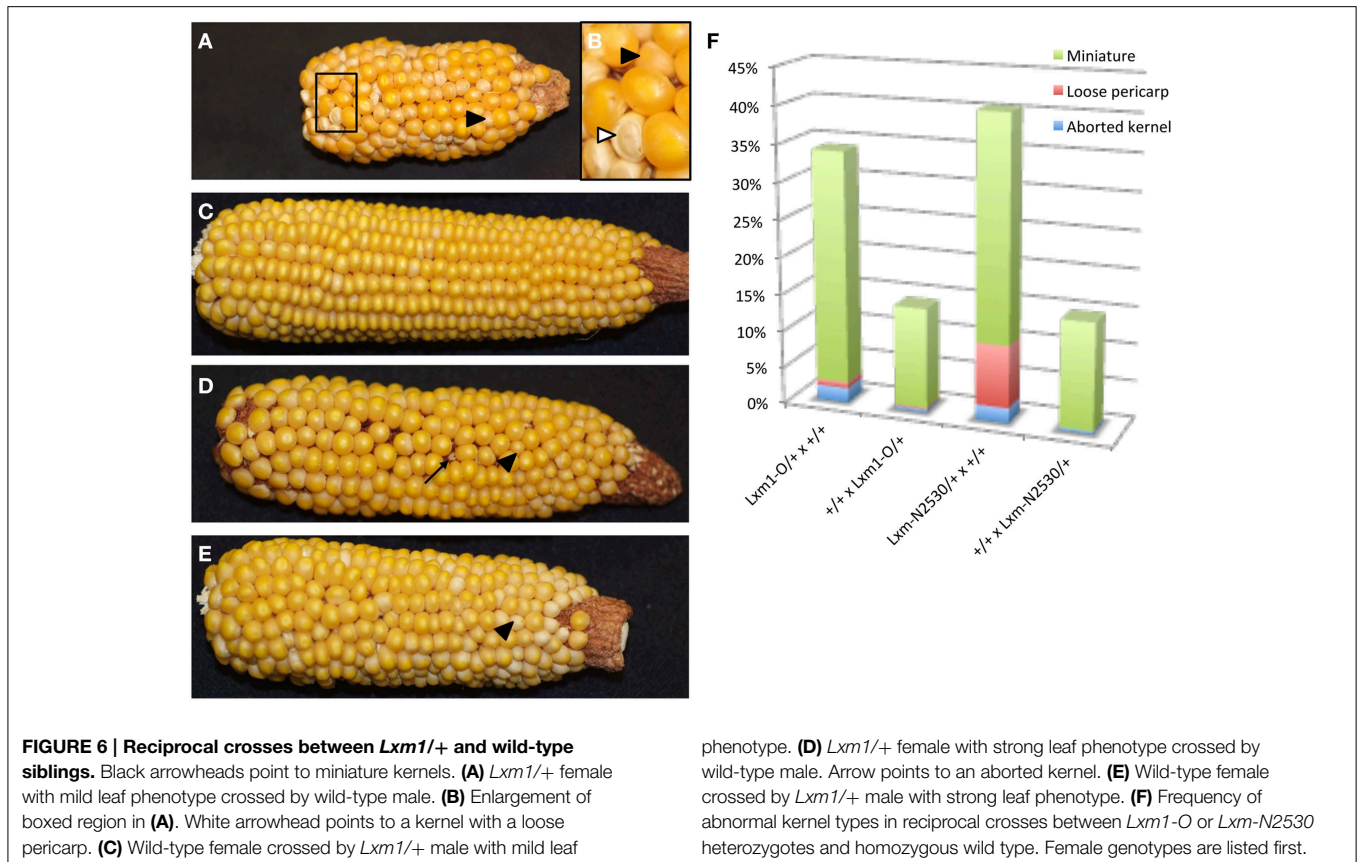 A
B
C
D
E
F
45%
40%
35%
30%
25%
20%
15%
10%
5%
0%
Miniature
Loose pericarp
Aborted kernel
Lxm1-O/+ x +/+
+/+ x Lxm1-O/+
Lxm-N2530/+ x +/+
+/+ x Lxm-N2530/+
FIGURE 6 | Reciprocal crosses between Lxm1/+ and wild-type
siblings. Black arrowheads point to miniature kernels. (A) Lxm1/+ female
with mild leaf phenotype crossed by wild-type male. (B) Enlargement of
boxed region in (A). White arrowhead points to a kernel with a loose
pericarp. (C) Wild-type female crossed by Lxm1/+ male with mild leaf
phenotype. (D) Lxm1/+ female with strong leaf phenotype crossed by
wild-type male. Arrow points to an aborted kernel. (E) Wild-type female
crossed by Lxm1/+ male with strong leaf phenotype. (F) Frequency of
abnormal kernel types in reciprocal crosses between Lxm1-O or Lxm-N2530
heterozygotes and homozygous wild type. Female genotypes are listed first.